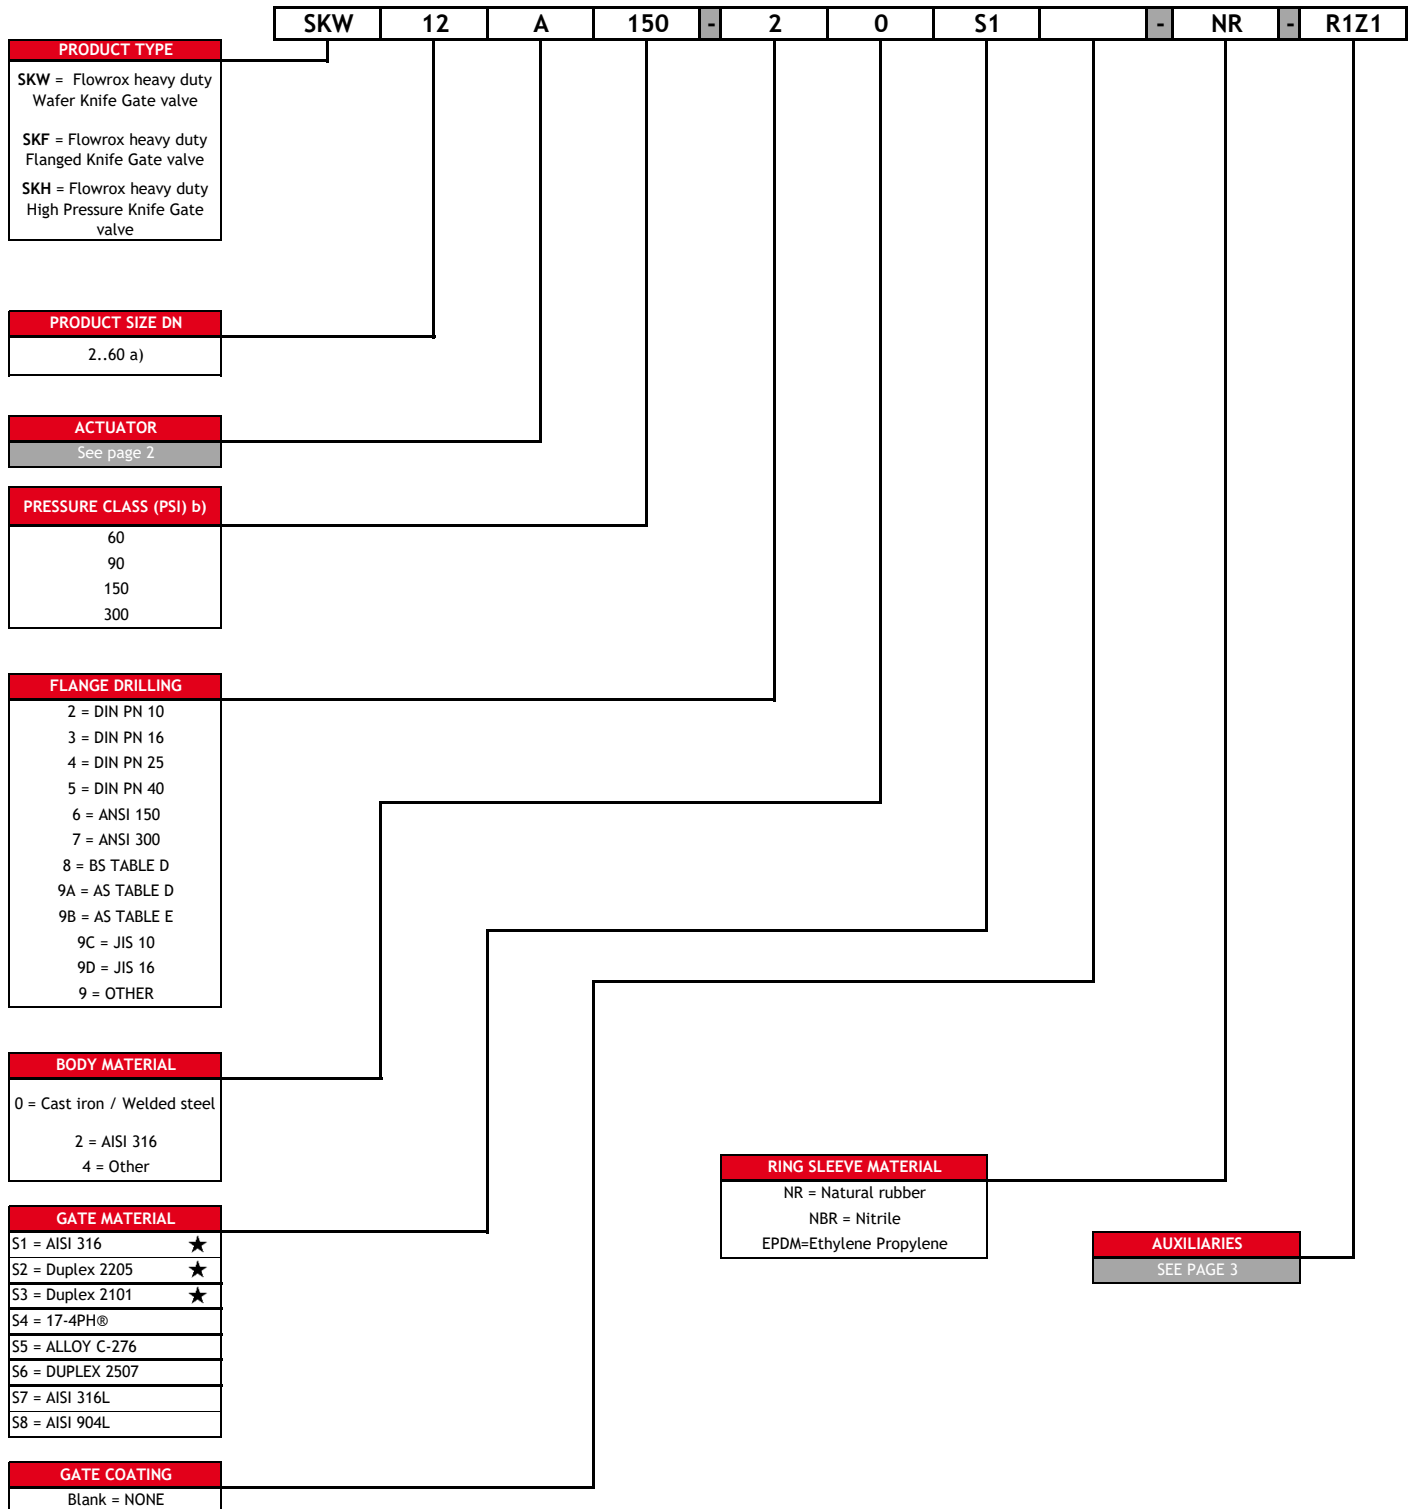 SKW 12 A 150 - 2 0 S1 - NR - R1Z1
PRODUCT TYPE
SKW = Flowrox heavy duty
Wafer Knife Gate valve
SKF = Flowrox heavy duty
Flanged Knife Gate valve
SKH = Flowrox heavy duty
High Pressure Knife Gate
valve
PRODUCT SIZE DN
2..60 a)
ACTUATOR
See page 2
PRESSURE CLASS (PSI) b)
60
90
150
300
FLANGE DRILLING
2 = DIN PN 10
3 = DIN PN 16
4 = DIN PN 25
5 = DIN PN 40
6 = ANSI 150
7 = ANSI 300
8 = BS TABLE D
9A = AS TABLE D
9B = AS TABLE E
9C = JIS 10
9D = JIS 16
9 = OTHER
BODY MATERIAL
0 = Cast iron / Welded steel
2 = AISI 316
4 = Other
GATE MATERIAL
S1 = AISI 316 ★
S2 = Duplex 2205 ★
S3 = Duplex 2101 ★
S4 = 17-4PH®
S5 = ALLOY C-276
S6 = DUPLEX 2507
S7 = AISI 316L
S8 = AISI 904L
GATE COATING
Blank = NONE
RING SLEEVE MATERIAL
NR = Natural rubber
NBR = Nitrile
EPDM=Ethylene Propylene
AUXILIARIES
SEE PAGE 3